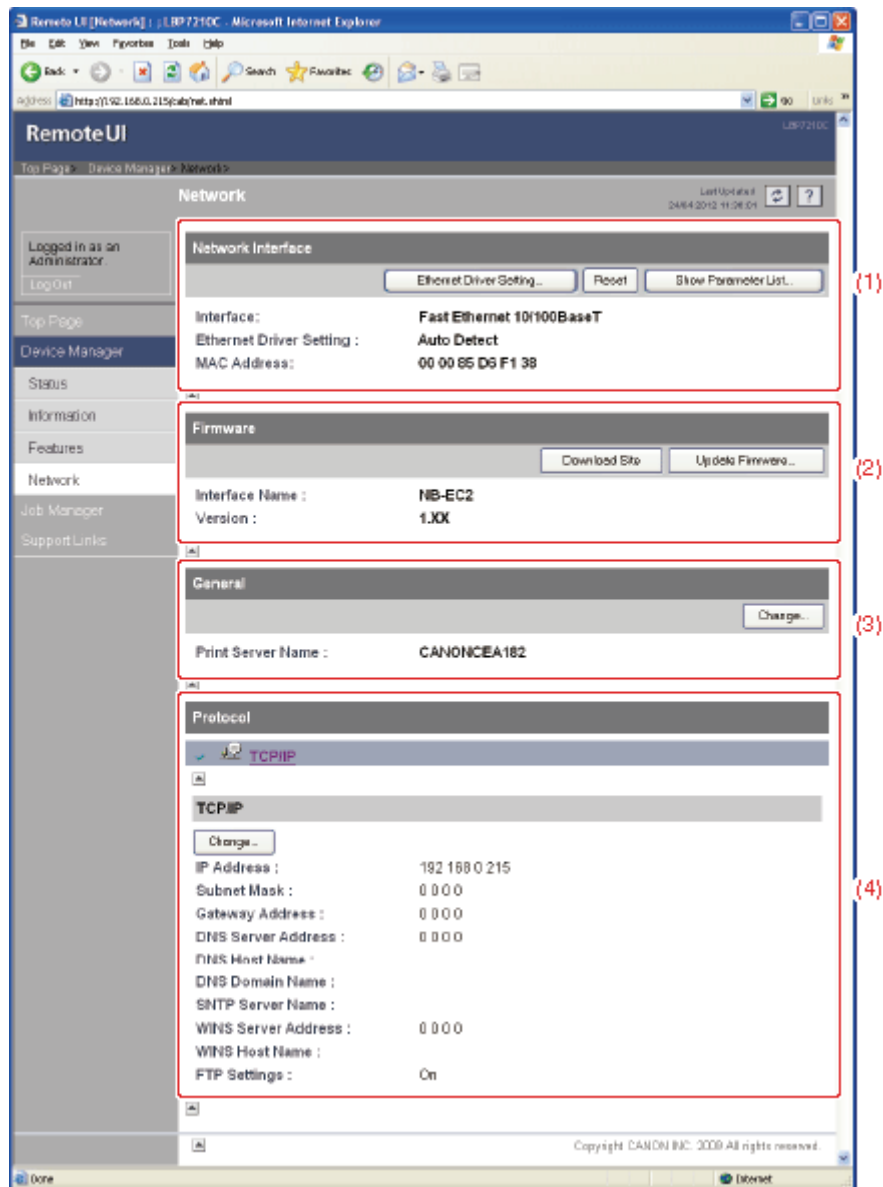 Remote UI [Network] : ; LBP7210C - Microsoft Internet Explorer
File Edit View Favorites Tools Help
Back Search Favorites
Address http://192.168.0.215/cab/net.shtml Go Links
Remote UI
LBP7210C
Top Page> Device Manager> Network>
Network
Last Updated :
24/04/2012 11:36:01
?
Logged in as an
Administrator.
Log Out
Top Page
Device Manager
Status
Information
Features
Network
Job Manager
Support Links
Network Interface
Ethernet Driver Setting... Reset Show Parameter List...
(1)
Interface: Fast Ethernet 10/100BaseT
Ethernet Driver Setting : Auto Detect
MAC Address: 00 00 85 D6 F1 38
Firmware
Download Site Update Firmware...
(2)
Interface Name : NB-EC2
Version : 1.XX
General
Change...
(3)
Print Server Name : CANONCEA182
Protocol
TCP/IP
TCP/IP
Change...
IP Address : 192 168 0 215
Subnet Mask : 0 0 0 0
(4)
Gateway Address : 0 0 0 0
DNS Server Address : 0 0 0 0
DNS Host Name :
DNS Domain Name :
SNTP Server Name :
WINS Server Address : 0 0 0 0
WINS Host Name :
FTP Settings : On
Copyright CANON INC. 2009 All rights reserved.
Done
Internet